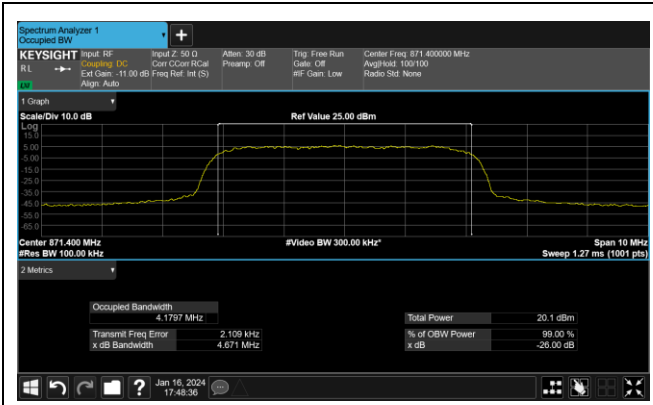 Spectrum Analyzer 1
Occupied BW
+
KEYSIGHT Input: RF Input Z: 50 Ω Atten: 30 dB Trig: Free Run Center Freq: 871.400000 MHz
RL Coupling: DC Corr CCorr RCal Preamp: Off Gate: Off Avg|Hold: 100/100
Ext Gain: -11.00 dB Freq Ref: Int (S) #IF Gain: Low Radio Std: None
Align: Auto
1 Graph
Scale/Div 10.0 dB Ref Value 25.00 dBm
Log
15.0
5.00
-5.00
-15.0
-25.0
-35.0
-45.0
-55.0
-65.0
Center 871.400 MHz #Video BW 300.00 kHz* Span 10 MHz
#Res BW 100.00 kHz Sweep 1.27 ms (1001 pts)
2 Metrics
Occupied Bandwidth
4.1797 MHz Total Power 20.1 dBm
Transmit Freq Error 2.109 kHz % of OBW Power 99.00 %
x dB Bandwidth 4.671 MHz x dB -26.00 dB
? Jan 16, 2024
17:48:36